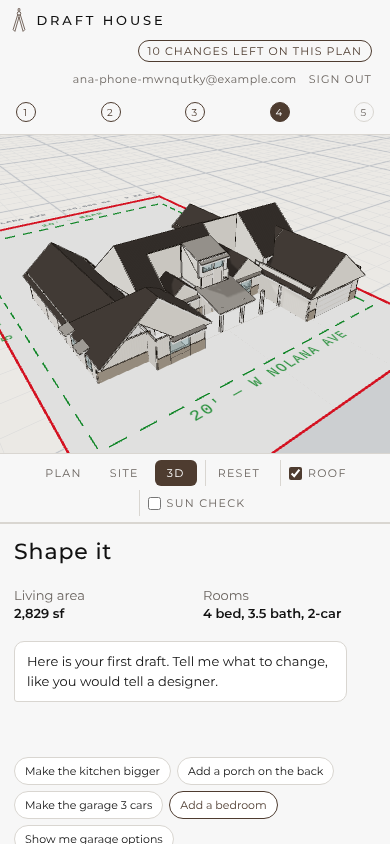 DRAFT HOUSE
10 CHANGES LEFT ON THIS PLAN
ana-phone-mwnqutky@example.com SIGN OUT
1 2 3 4 5
20' - W NOLANA AVE
PLAN SITE 3D RESET ROOF
SUN CHECK
Shape it
Living area Rooms
2,829 sf 4 bed, 3.5 bath, 2-car
Here is your first draft. Tell me what to change,
like you would tell a designer.
Make the kitchen bigger Add a porch on the back
Make the garage 3 cars Add a bedroom
Show me garage options